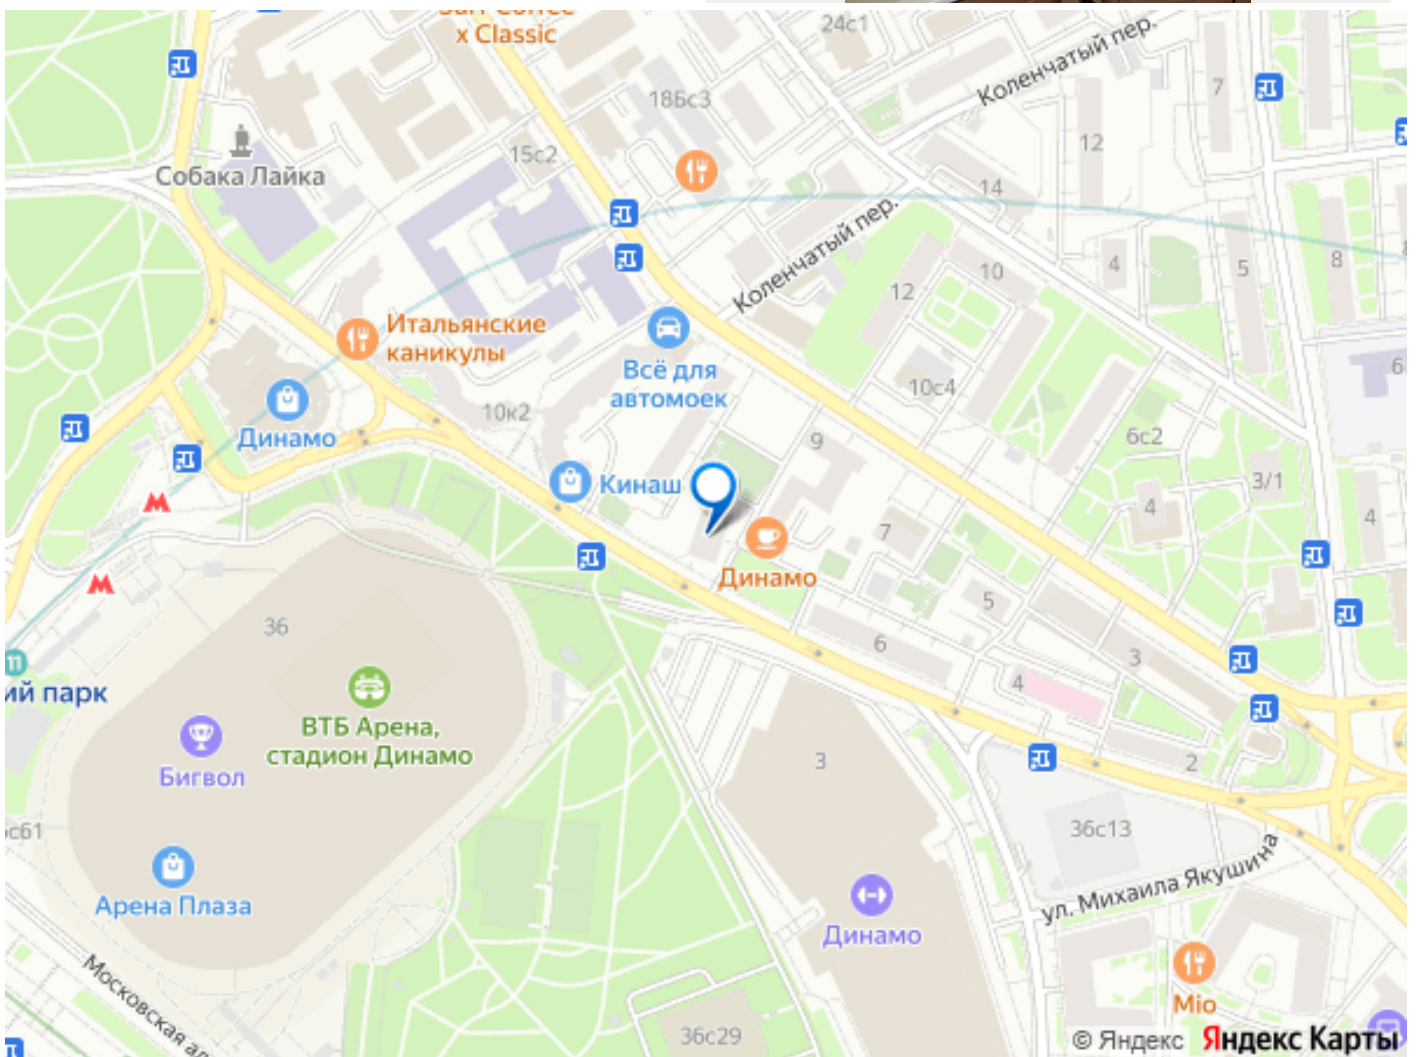 x Classic
24с1
Коленчатый пер.
7
18Бс3
12
15с2
Собака Лайка
14
Коленчатый пер.
4
5
8
10
12
Итальянские
каникулы
Всё для
автомоек
6
10с4
10к2
Динамо
9
6с2
Кинаш
3/1
4
4
7
Динамо
5
36
6
3
11
ий парк
4
ВТБ Арена,
стадион Динамо
Бигвол
3
2
с61
36с13
ул. Михаила Якушина
Арена Плаза
Динамо
Московская ал
Mio
36с29
© Яндекс Яндекс Карты